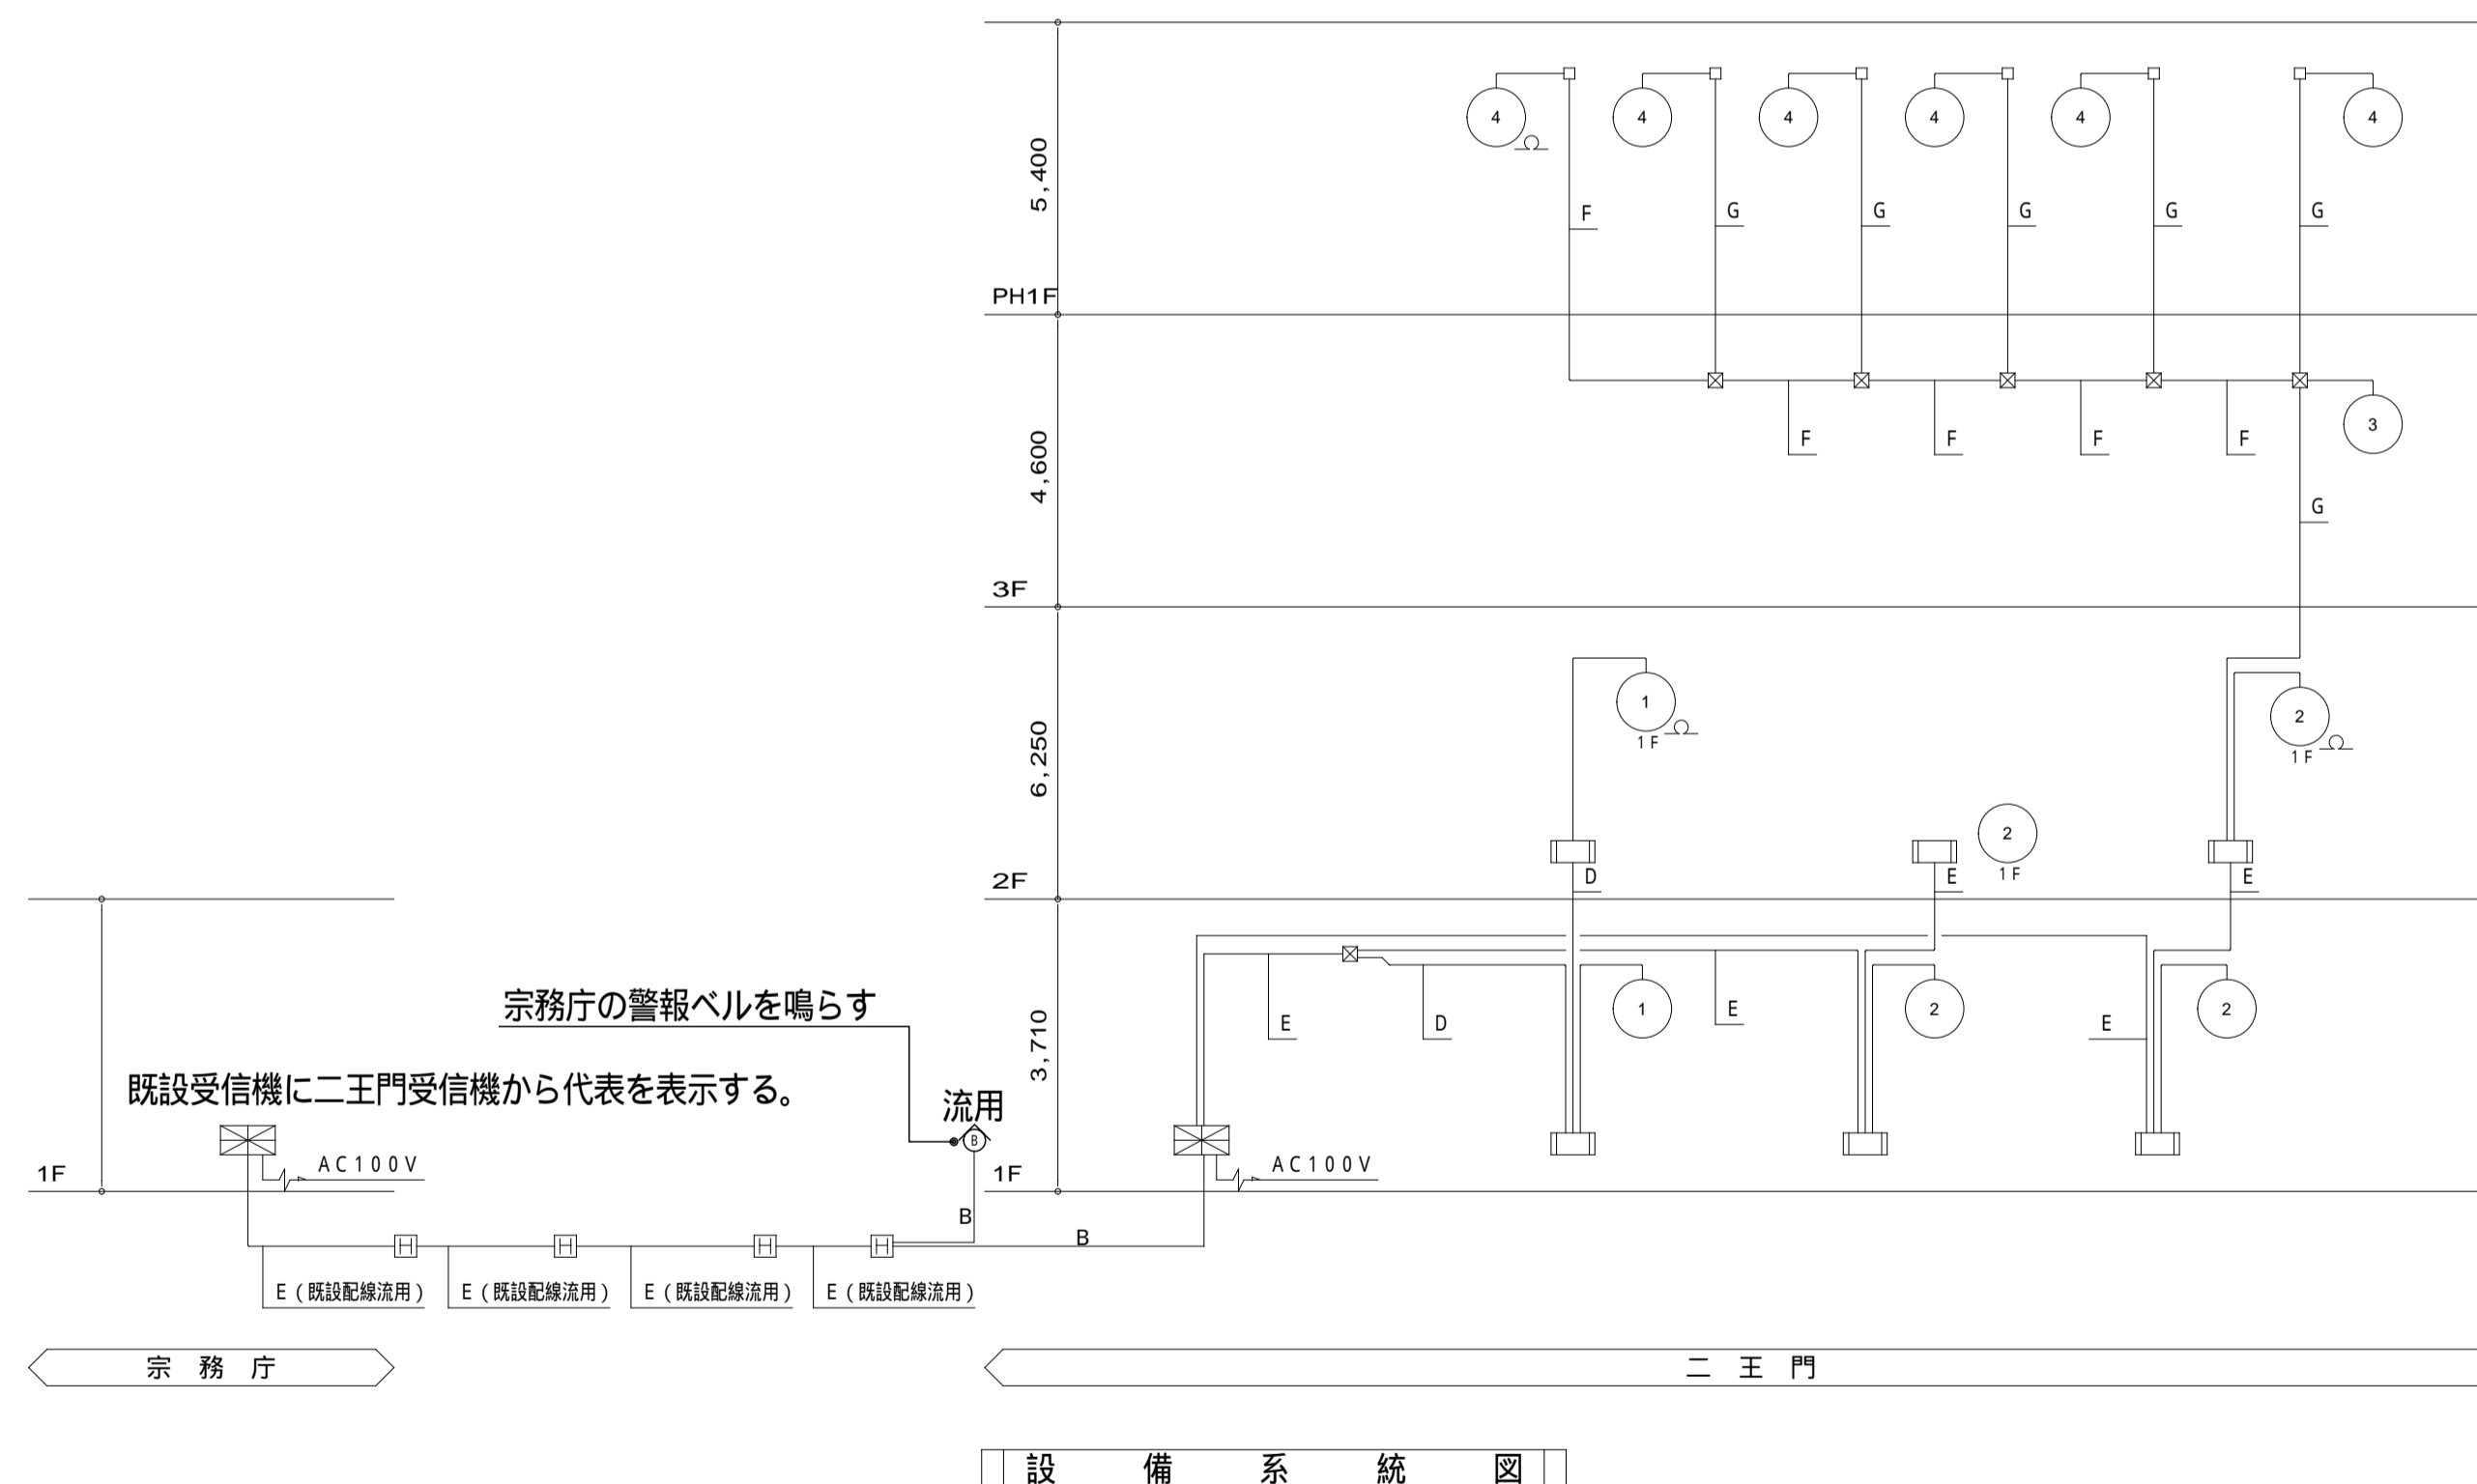 4 4 4 4 4 4
5,400
F G G G G G
PH1F
3
4,600
F F F F
G
3F
1
1F
2
1F
6,250
2
1F
2F
D E E
宗務庁の警報ベルを鳴らす
3,710
E D 1 E 2 E 2
既設受信機に二王門受信機から代表を表示する。
流用
B
1F
AC100V
1F
AC100V
B
B
E(既設配線流用) E(既設配線流用) E(既設配線流用) E(既設配線流用)
宗 務 庁
二 王 門
設 備 系 統 図